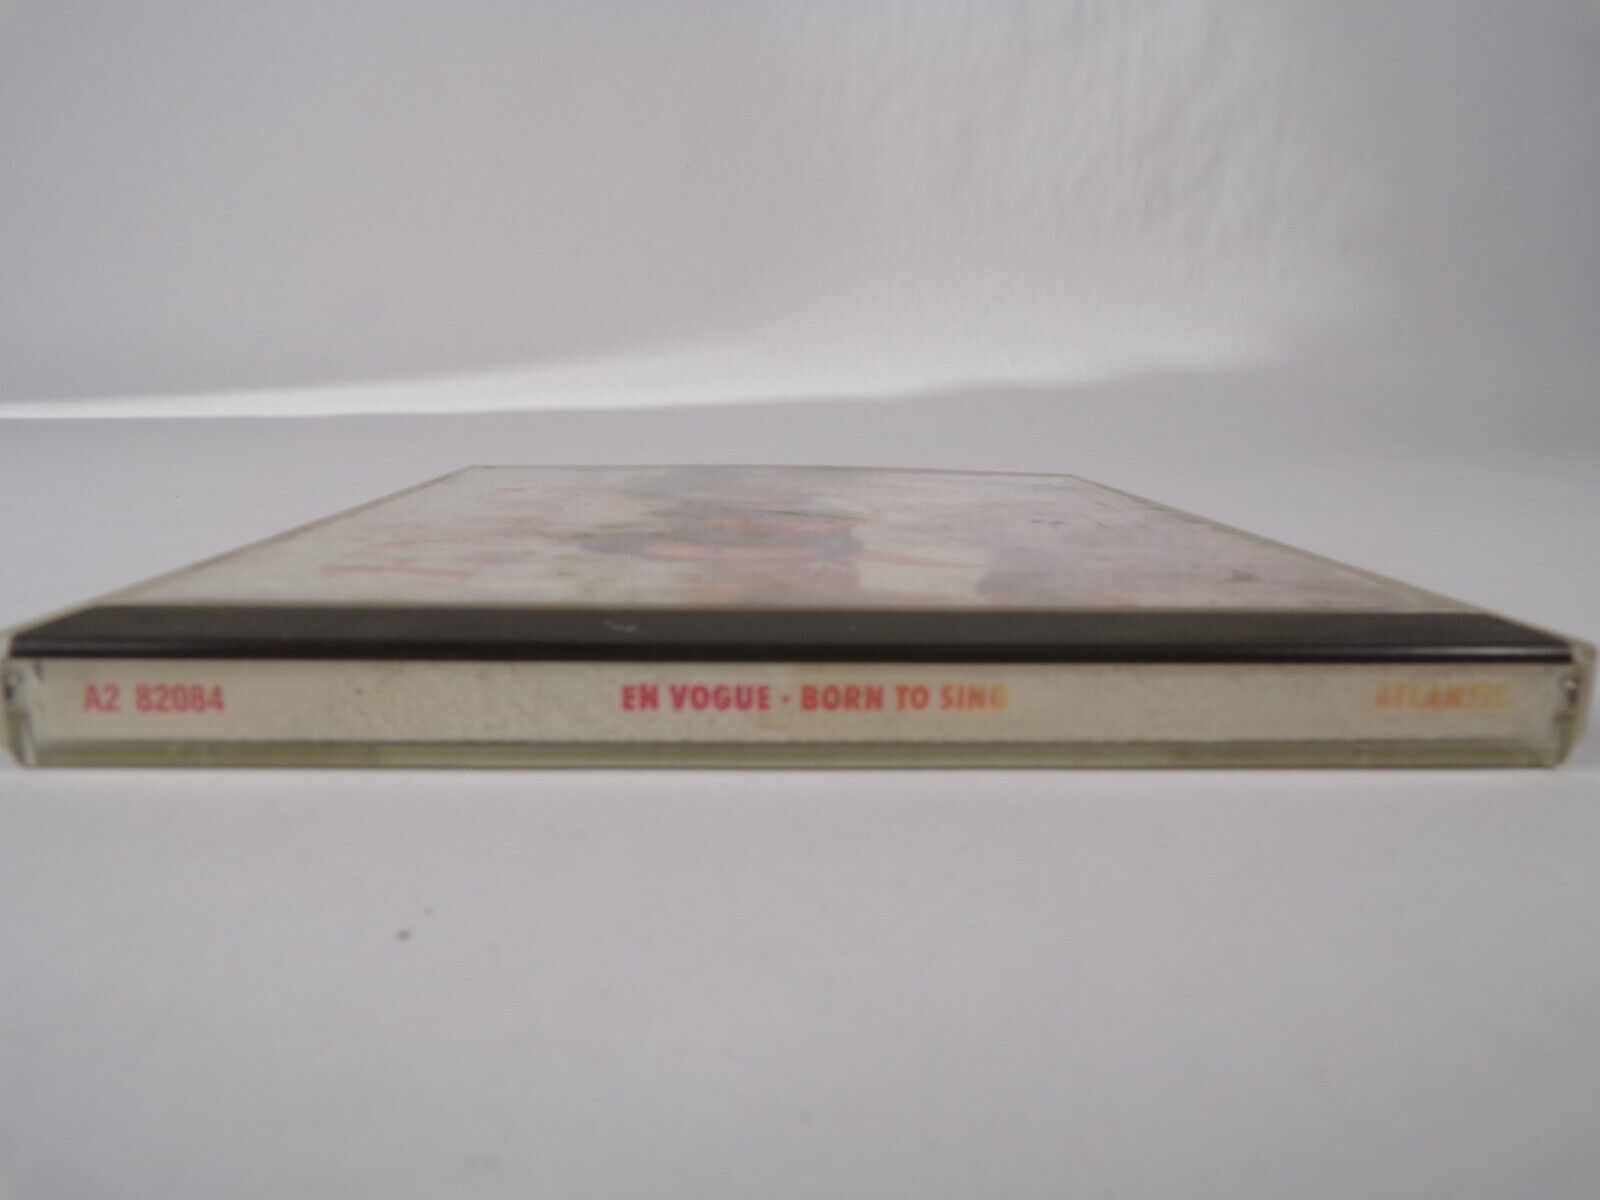 A2 82084 EN VOGUE · BORN TO SING ATLANTIC